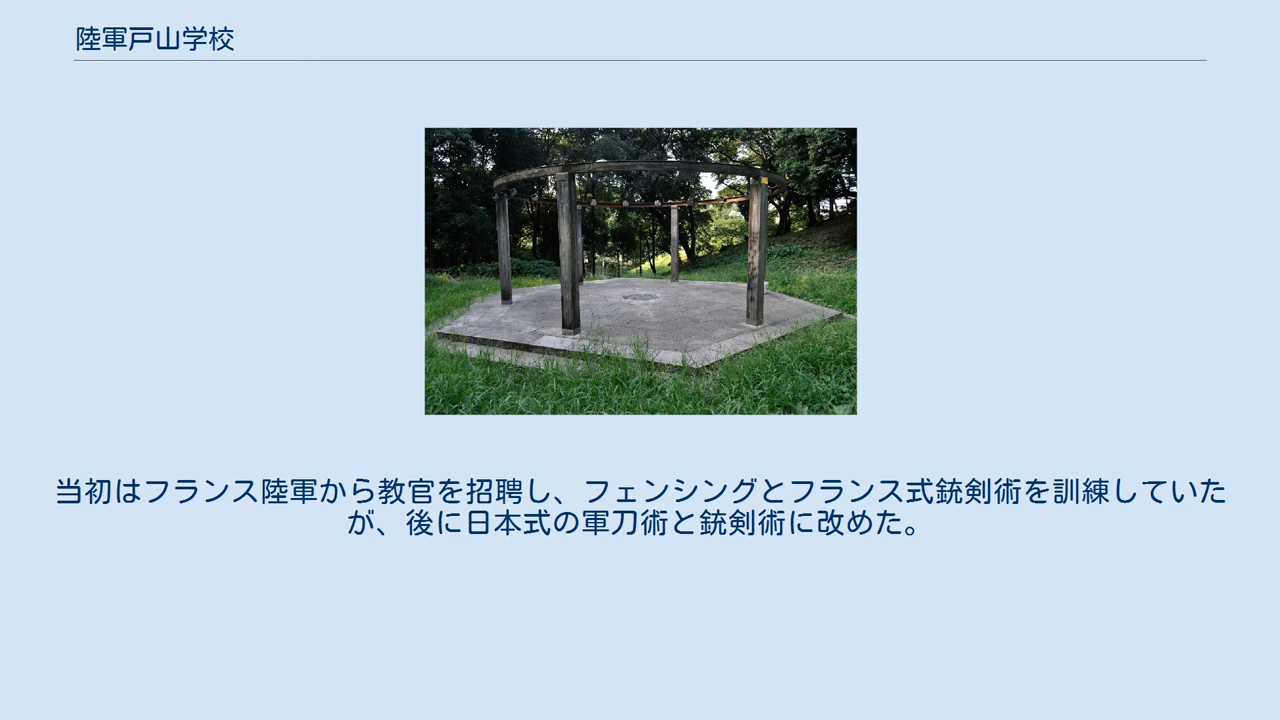 陸軍戸山学校
当初はフランス陸軍から教官を招聘し、フェンシングとフランス式銃剣術を訓練していた
が、後に日本式の軍刀術と銃剣術に改めた。